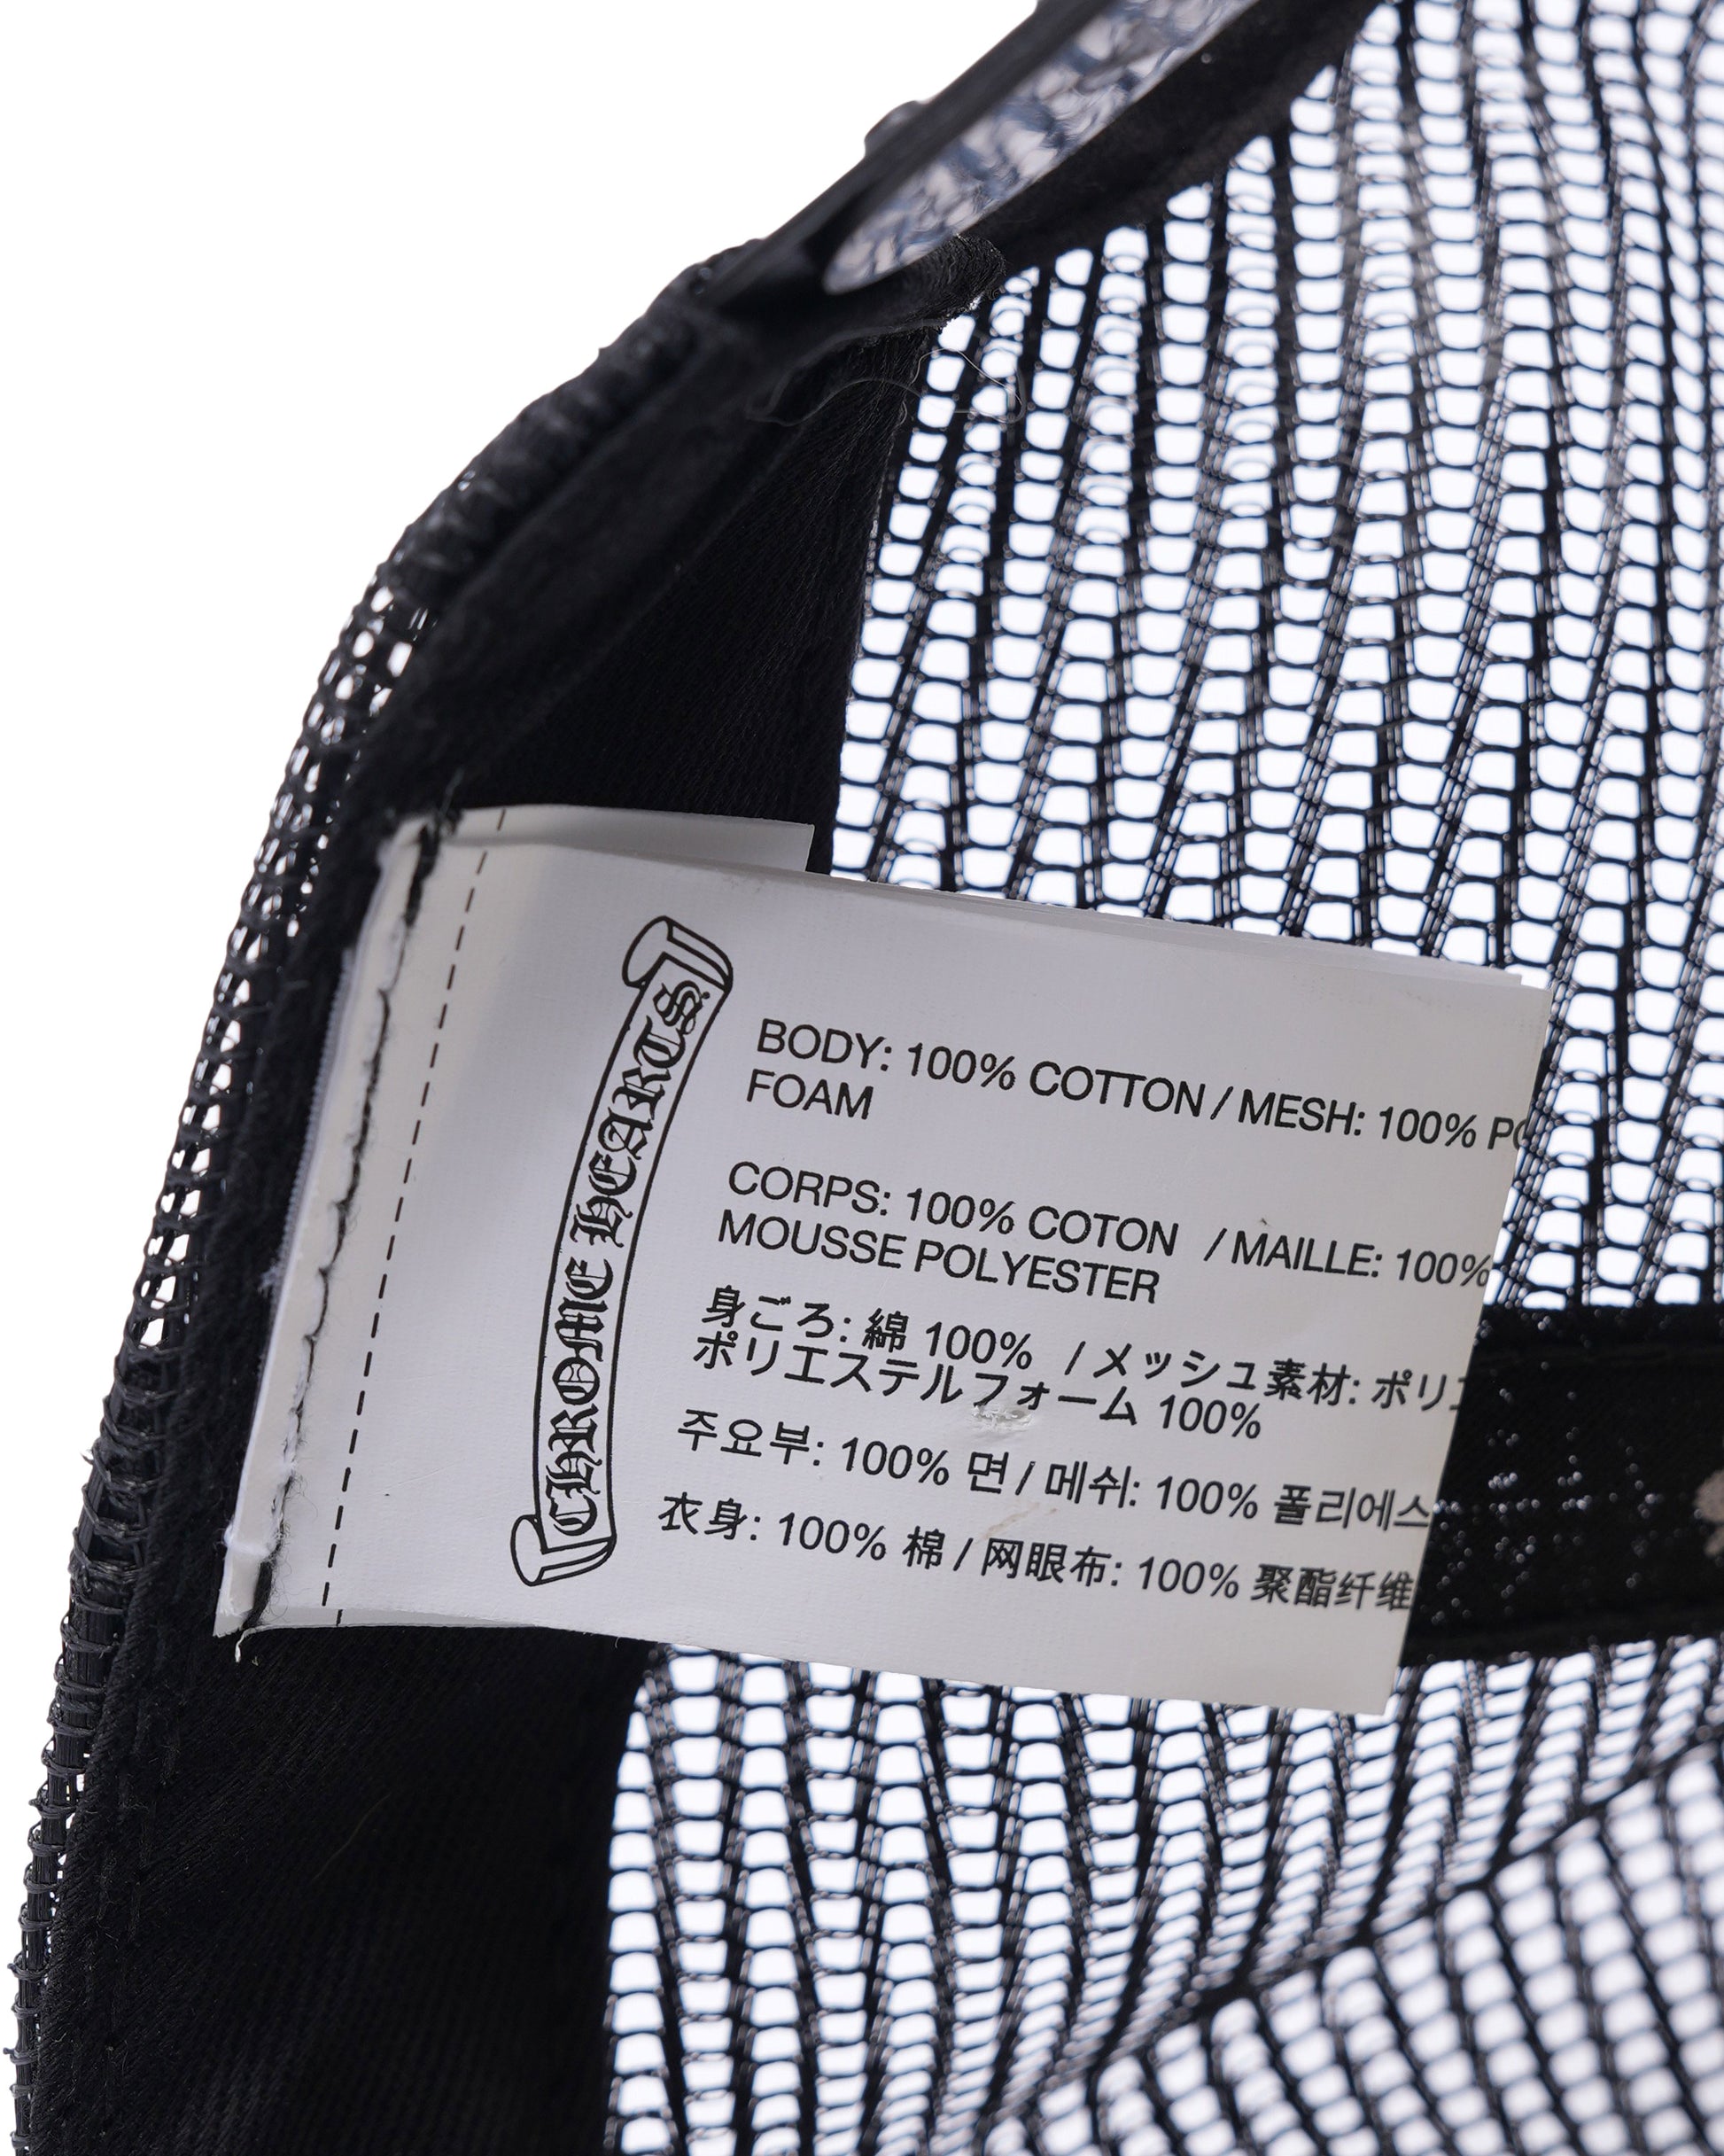 CHROME HEARTS
BODY: 100% COTTON / MESH: 100%
FOAM
CORPS: 100% COTON / MAILLE: 100%
MOUSSE POLYESTER
身ごろ: 綿 100% / メッシュ素材: ポリ
ポリエステルフォーム 100%
주요부: 100% 면 / 메쉬: 100% 폴리에스
衣身: 100% 棉 / 网眼布: 100% 聚酯纤维